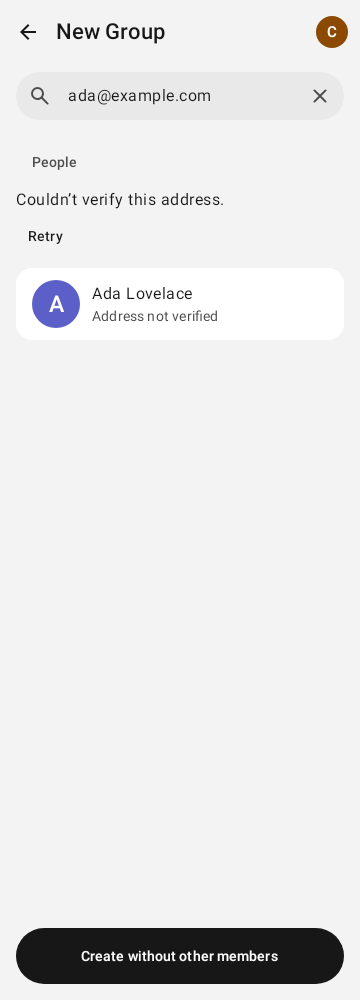 New Group
C
ada@example.com
People
Couldn’t verify this address.
Retry
A
Ada Lovelace
Address not verified
Create without other members